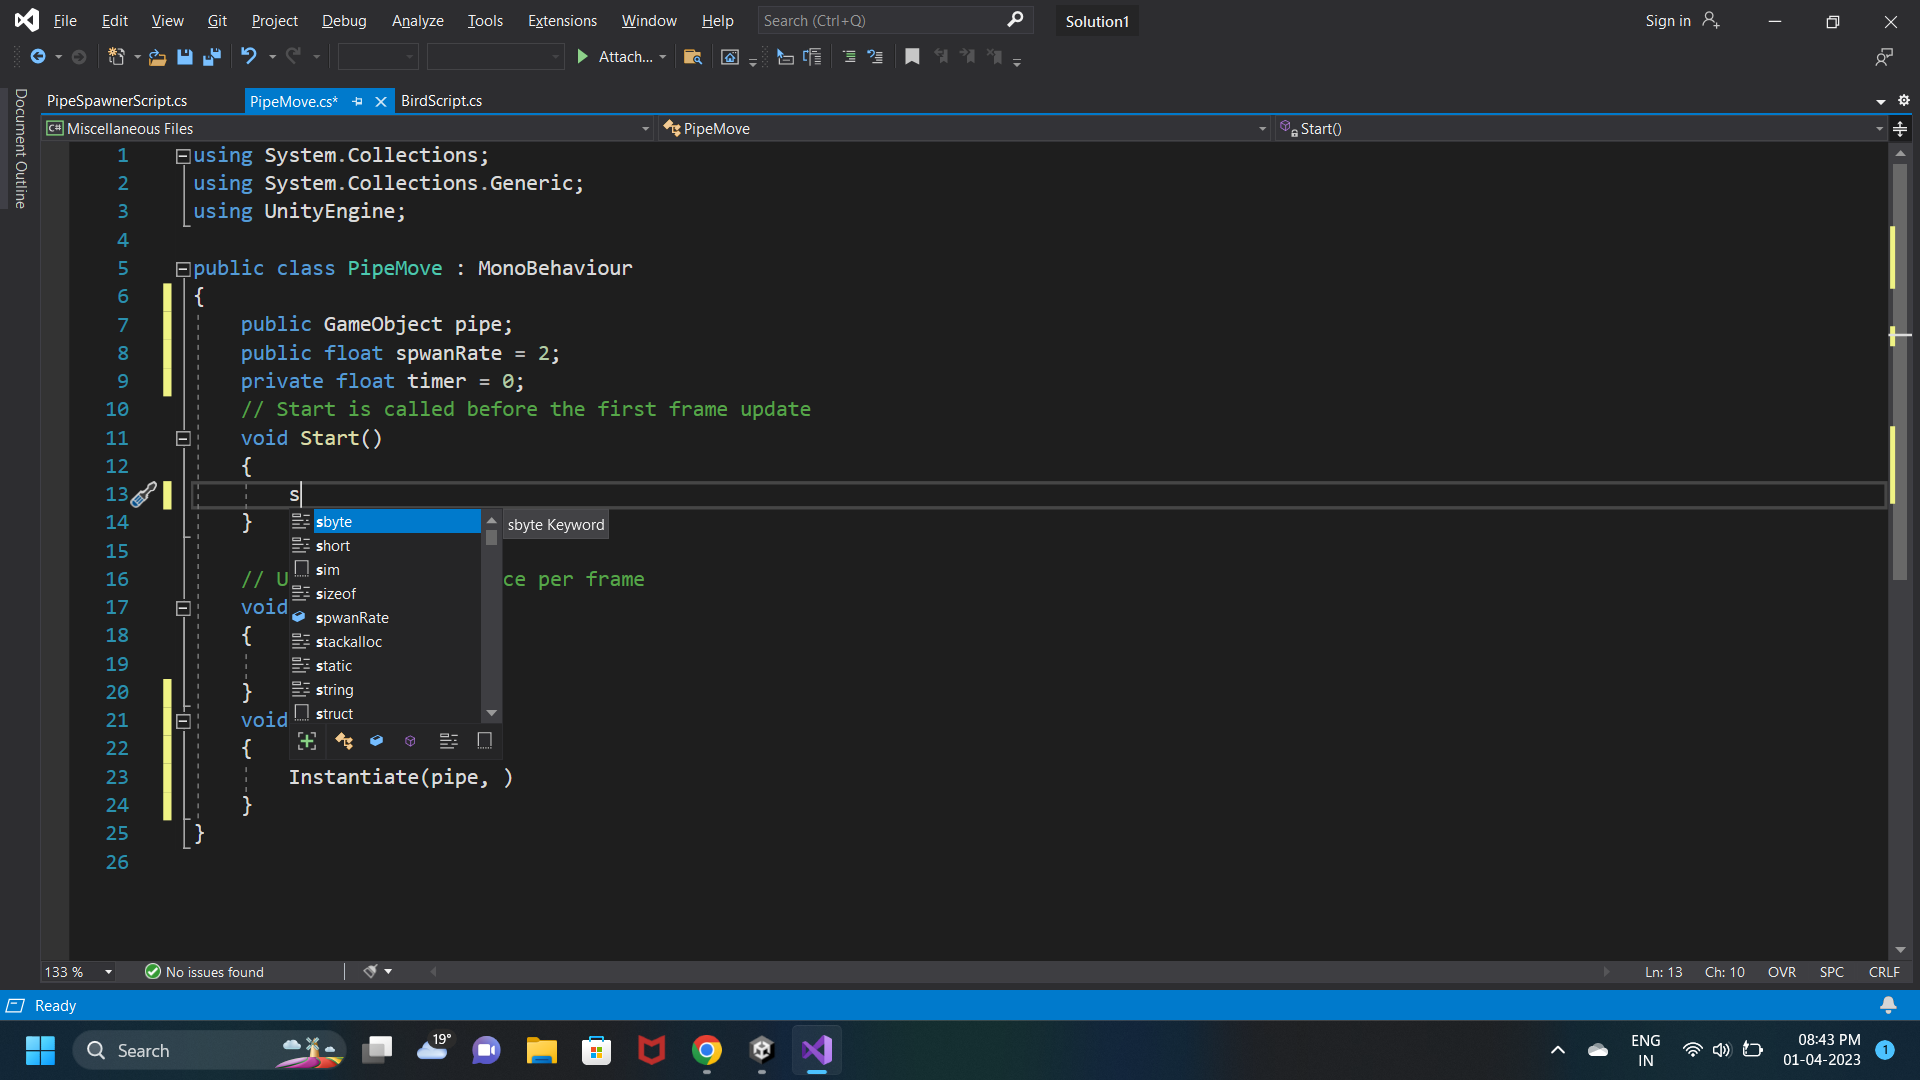 File Edit View Git Project Debug Analyze Tools Extensions Window Help Search (Ctrl+Q) Solution1 Sign in
Attach...
Document Outline
PipeSpawnerScript.cs PipeMove.cs* BirdScript.cs
C# Miscellaneous Files PipeMove Start()
1 using System.Collections;
2 using System.Collections.Generic;
3 using UnityEngine;
4
5 public class PipeMove : MonoBehaviour
6 {
7 public GameObject pipe;
8 public float spwanRate = 2;
9 private float timer = 0;
10 // Start is called before the first frame update
11 void Start()
12 {
13 s
14 }
15
16 // U ce per frame
17 void
18 {
19
20 }
21 void
22 {
23 Instantiate(pipe, )
24 }
25 }
26
sbyte
short
sim
sizeof
spwanRate
stackalloc
static
string
struct
sbyte Keyword
133 % No issues found Ln: 13 Ch: 10 OVR SPC CRLF
Ready
Search 19° ENG IN 08:43 PM 01-04-2023 1